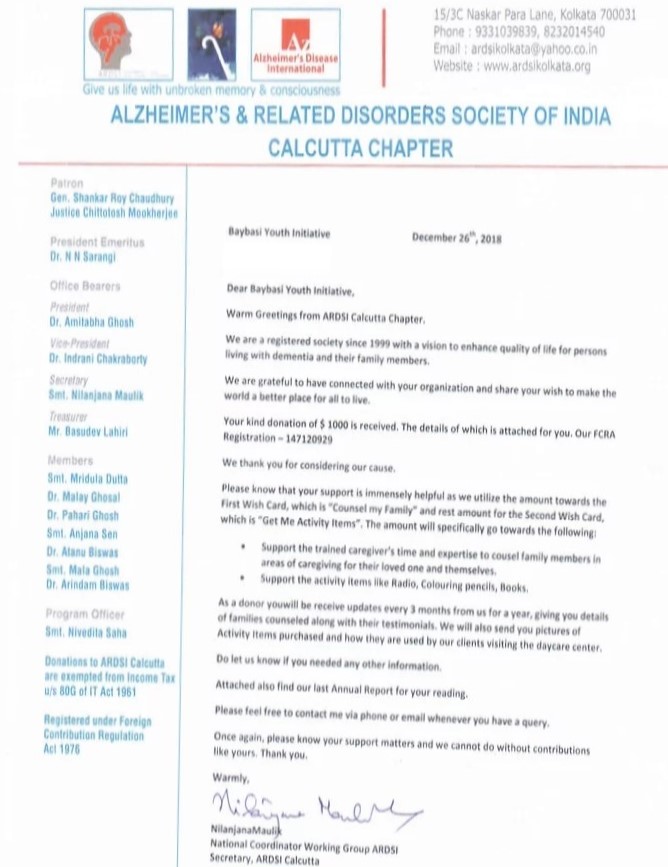 15/3C Naskar Para Lane, Kolkata 700031
Phone : 9331039839, 8232014540
Email : ardsikolkata@yahoo.co.in
Website : www.ardsikolkata.org
Az
Alzheimer's Disease
International
Give us life with unbroken memory & consciousness
ALZHEIMER'S & RELATED DISORDERS SOCIETY OF INDIA
CALCUTTA CHAPTER
Patron
Gen. Shankar Roy Chaudhury
Justice Chittotosh Mookherjee
President Emeritus
Dr. N N Sarangi
Office Bearers
President
Dr. Amitabha Ghosh
Vice-President
Dr. Indrani Chakraborty
Secretary
Smt. Nilanjana Maulik
Treasurer
Mr. Basudev Lahiri
Members
Smt. Mridula Dutta
Dr. Malay Ghosal
Dr. Pahari Ghosh
Smt. Anjana Sen
Dr. Atanu Biswas
Smt. Mala Ghosh
Dr. Arindam Biswas
Program Officer
Smt. Nivedita Saha
Donations to ARDSI Calcutta
are exempted from Income Tax
u/s 80G of IT Act 1961
Registered under Foreign
Contribution Regulation
Act 1976
Baybasi Youth Initiative
December 26th, 2018
Dear Baybasi Youth Initiative,
Warm Greetings from ARDSI Calcutta Chapter.
We are a registered society since 1999 with a vision to enhance quality of life for persons
living with dementia and their family members.
We are grateful to have connected with your organization and share your wish to make the
world a better place for all to live.
Your kind donation of $ 1000 is received. The details of which is attached for you. Our FCRA
Registration – 147120929
We thank you for considering our cause.
Please know that your support is immensely helpful as we utilize the amount towards the
First Wish Card, which is "Counsel my Family" and rest amount for the Second Wish Card,
which is "Get Me Activity Items". The amount will specifically go towards the following:
• Support the trained caregiver's time and expertise to cousel family members in
areas of caregiving for their loved one and themselves.
• Support the activity items like Radio, Colouring pencils, Books.
As a donor youwill be receive updates every 3 months from us for a year, giving you details
of families counseled along with their testimonials. We will also send you pictures of
Activity Items purchased and how they are used by our clients visiting the daycare center.
Do let us know if you needed any other information.
Attached also find our last Annual Report for your reading.
Please feel free to contact me via phone or email whenever you have a query.
Once again, please know your support matters and we cannot do without contributions
like yours. Thank you.
Warmly,
Nilanjana Maulik
NilanjanaMaulik
National Coordinator Working Group ARDSI
Secretary, ARDSI Calcutta